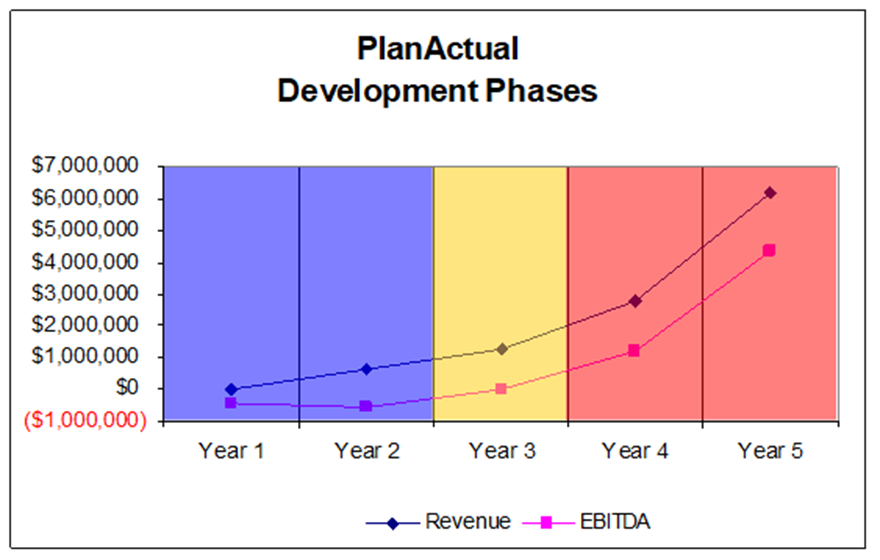 PlanActual
Development Phases
$7,000,000
$6,000,000
$5,000,000
$4,000,000
$3,000,000
$2,000,000
$1,000,000
$0
($1,000,000)
Year 1 Year 2 Year 3 Year 4 Year 5
Revenue EBITDA